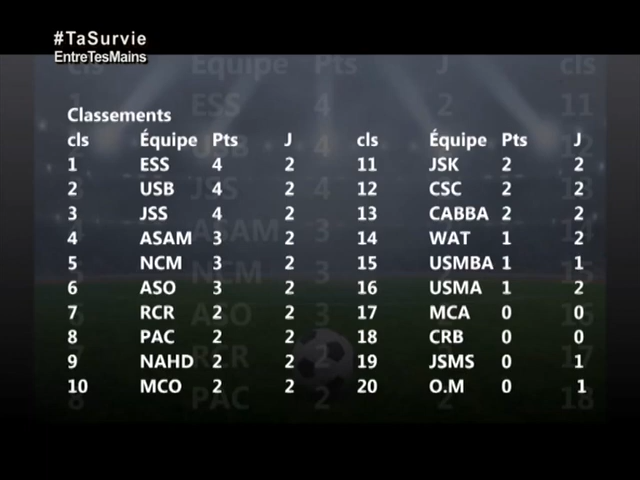 #TaSurvie
EntreTesMains
Classements
cls Équipe Pts J cls Équipe Pts J
1 ESS 4 2 11 JSK 2 2
2 USB 4 2 12 CSC 2 2
3 JSS 4 2 13 CABBA 2 2
4 ASAM 3 2 14 WAT 1 2
5 NCM 3 2 15 USMBA 1 1
6 ASO 3 2 16 USMA 1 2
7 RCR 2 2 17 MCA 0 0
8 PAC 2 2 18 CRB 0 0
9 NAHD 2 2 19 JSMS 0 1
10 MCO 2 2 20 O.M 0 1